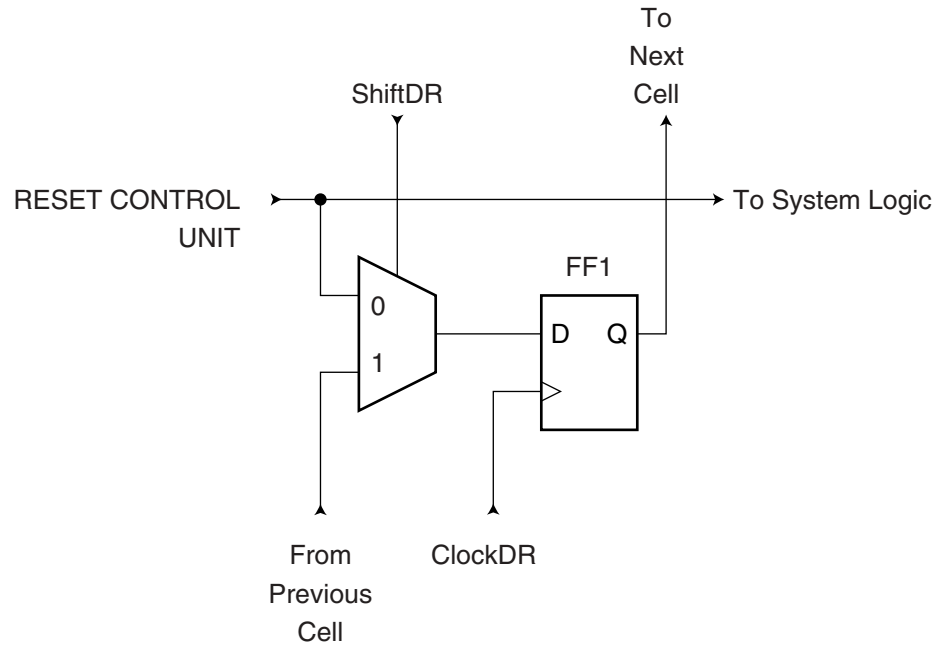 To
Next
Cell
ShiftDR
RESET CONTROL
UNIT
To System Logic
FF1
0
D
Q
1
From
Previous
Cell
ClockDR